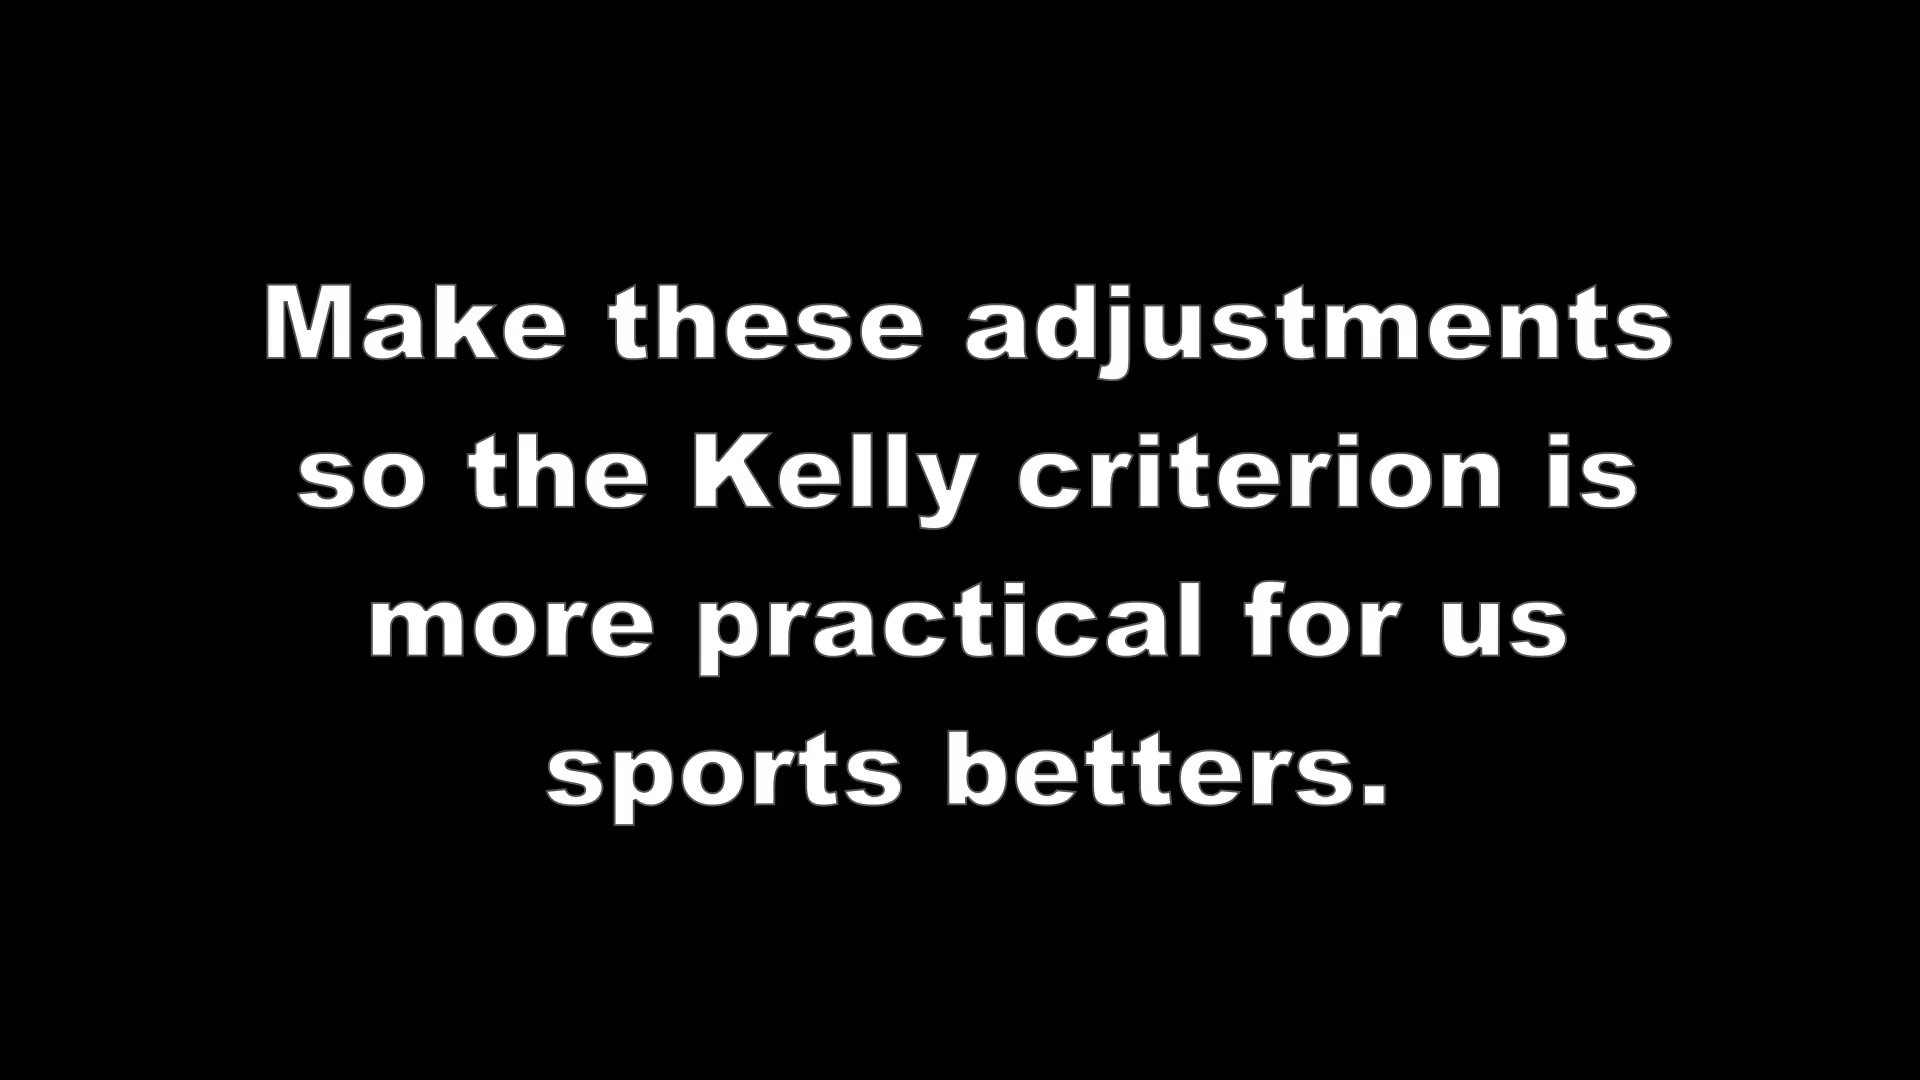 Make these adjustments
so the Kelly criterion is
more practical for us
sports betters.